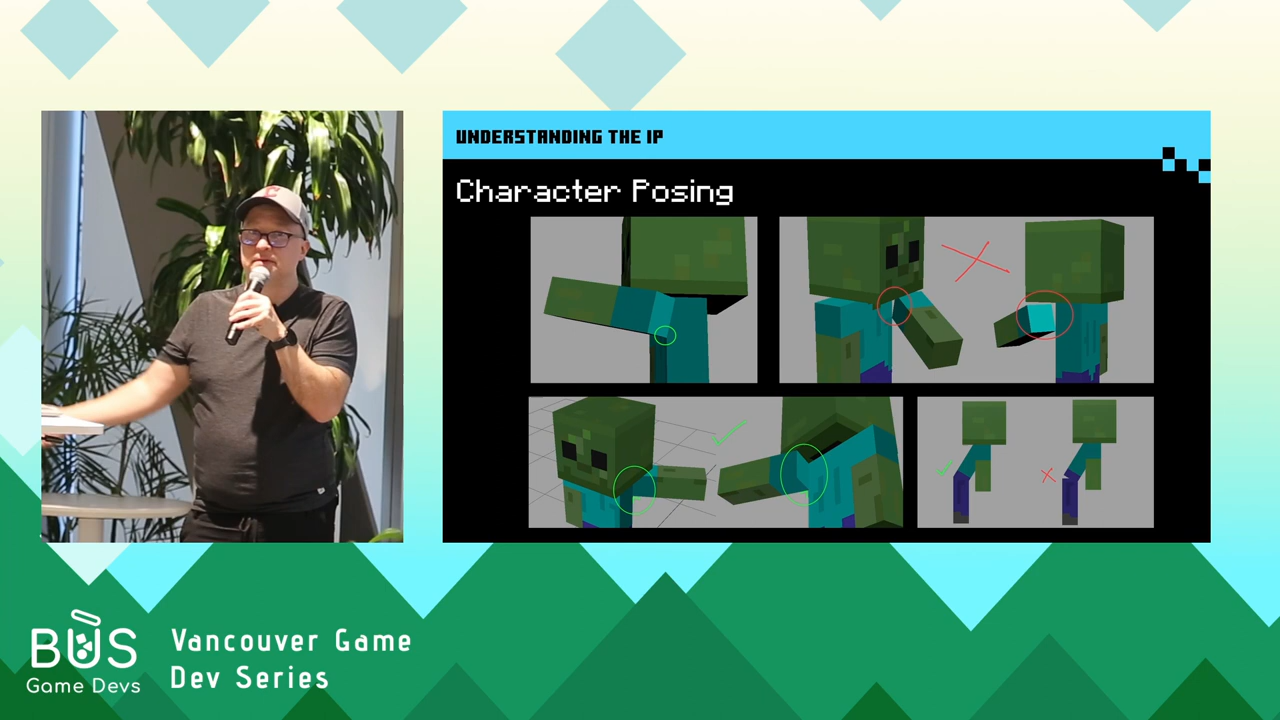 UNDERSTANDING THE IP
Character Posing
BUS
Game Devs
Vancouver Game
Dev Series